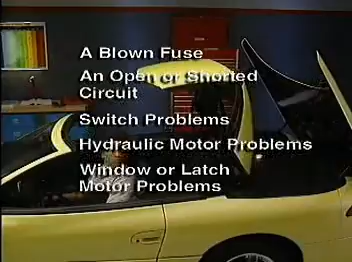 A Blown Fuse
An Open or Shorted
Circuit
Switch Problems
Hydraulic Motor Problems
Window or Latch
Motor Problems